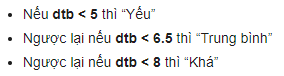 • Nếu dtb < 5 thì “Yếu”
• Ngược lại nếu dtb < 6.5 thì “Trung bình”
• Ngược lại nếu dtb < 8 thì “Khá”